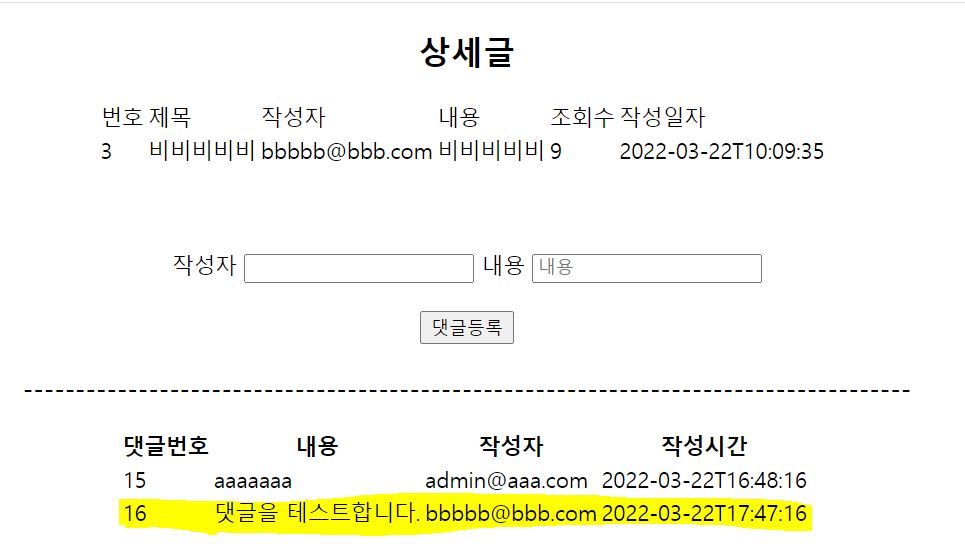 상세글
번호 제목 작성자 내용 조회수 작성일자
3 비비비비비 bbbbb@bbb.com 비비비비비 9 2022-03-22T10:09:35
작성자 내용 내용
댓글등록
--------------------------------------------------------------------------------
댓글번호 내용 작성자 작성시간
15 aaaaaaa admin@aaa.com 2022-03-22T16:48:16
16 댓글을 테스트합니다. bbbbb@bbb.com 2022-03-22T17:47:16